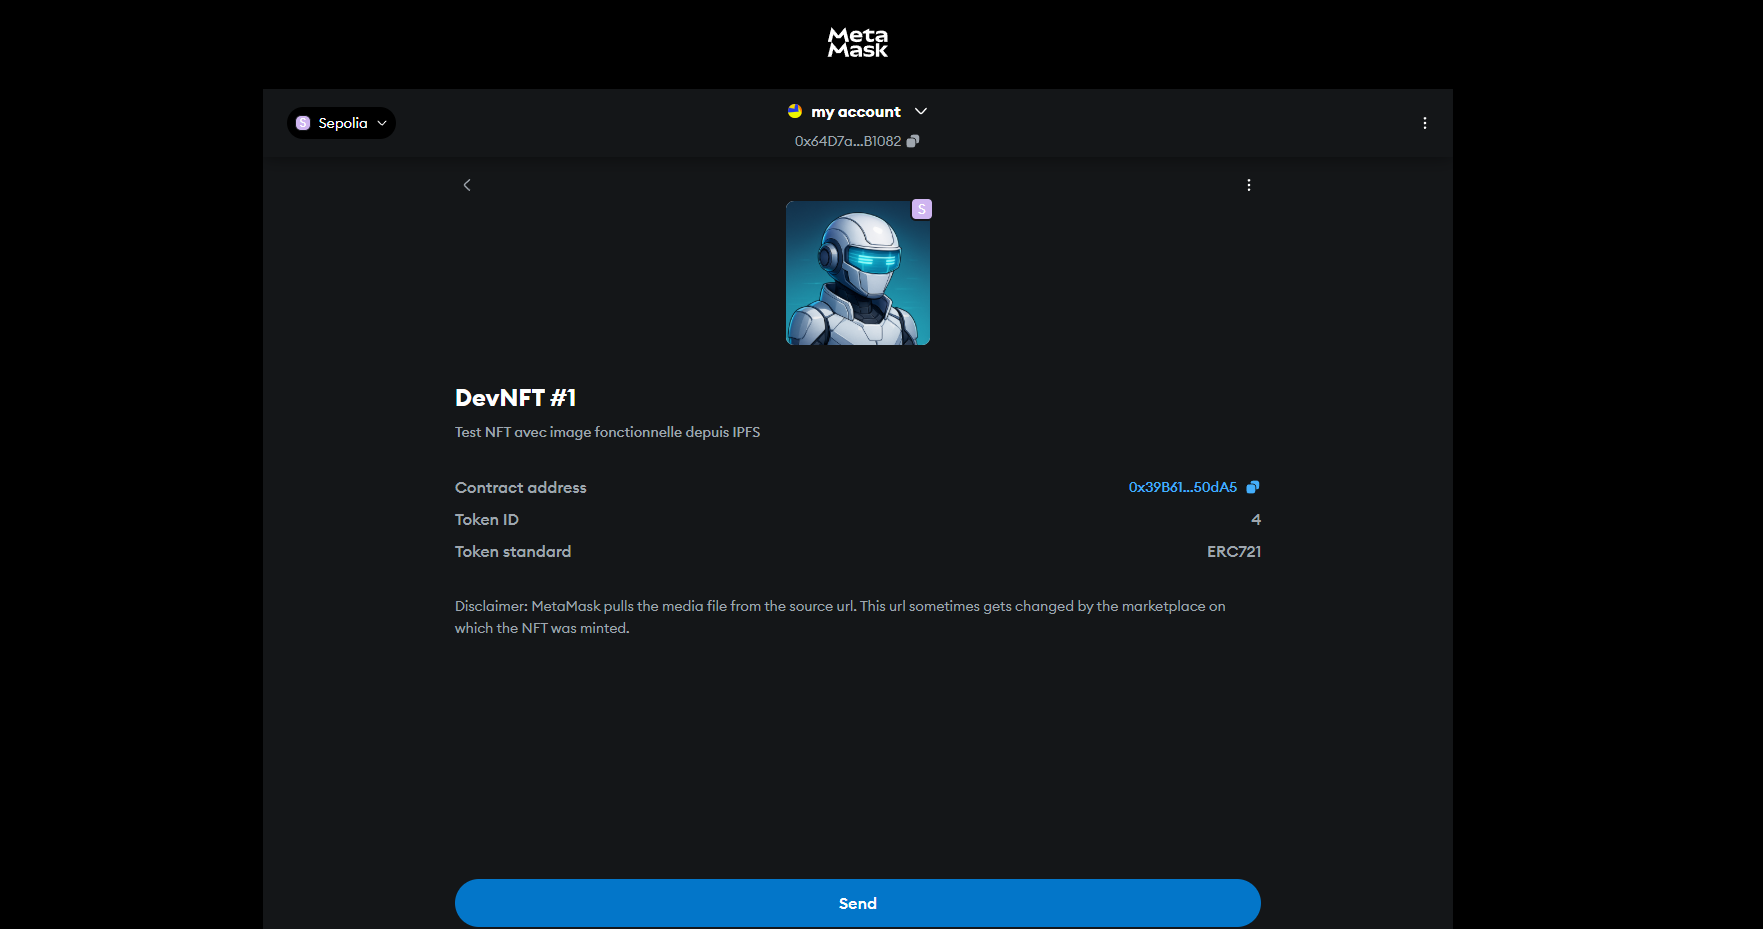 Meta
Mask
S Sepolia
my account
0x64D7a...B1082
S
DevNFT #1
Test NFT avec image fonctionnelle depuis IPFS
Contract address 0x39B61...50dA5
Token ID 4
Token standard ERC721
Disclaimer: MetaMask pulls the media file from the source url. This url sometimes gets changed by the marketplace on
which the NFT was minted.
Send